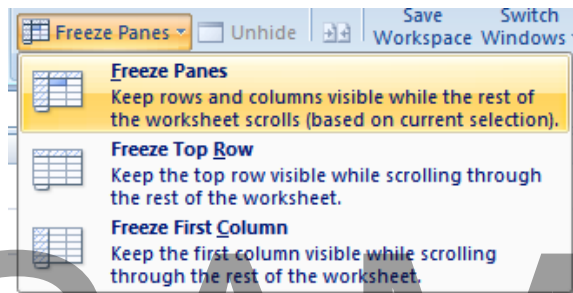 Freeze Panes
Unhide
Save
Workspace
Switch
Windows
Freeze Panes
Keep rows and columns visible while the rest of
the worksheet scrolls (based on current selection).
Freeze Top Row
Keep the top row visible while scrolling through
the rest of the worksheet.
Freeze First Column
Keep the first column visible while scrolling
through the rest of the worksheet.